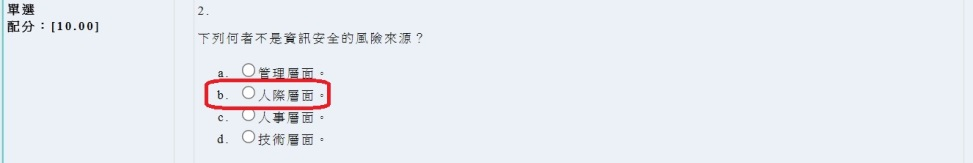 單選
配分：[10.00]
2.
下列何者不是資訊安全的風險來源？
a. 管理層面。
b. 人際層面。
c. 人事層面。
d. 技術層面。